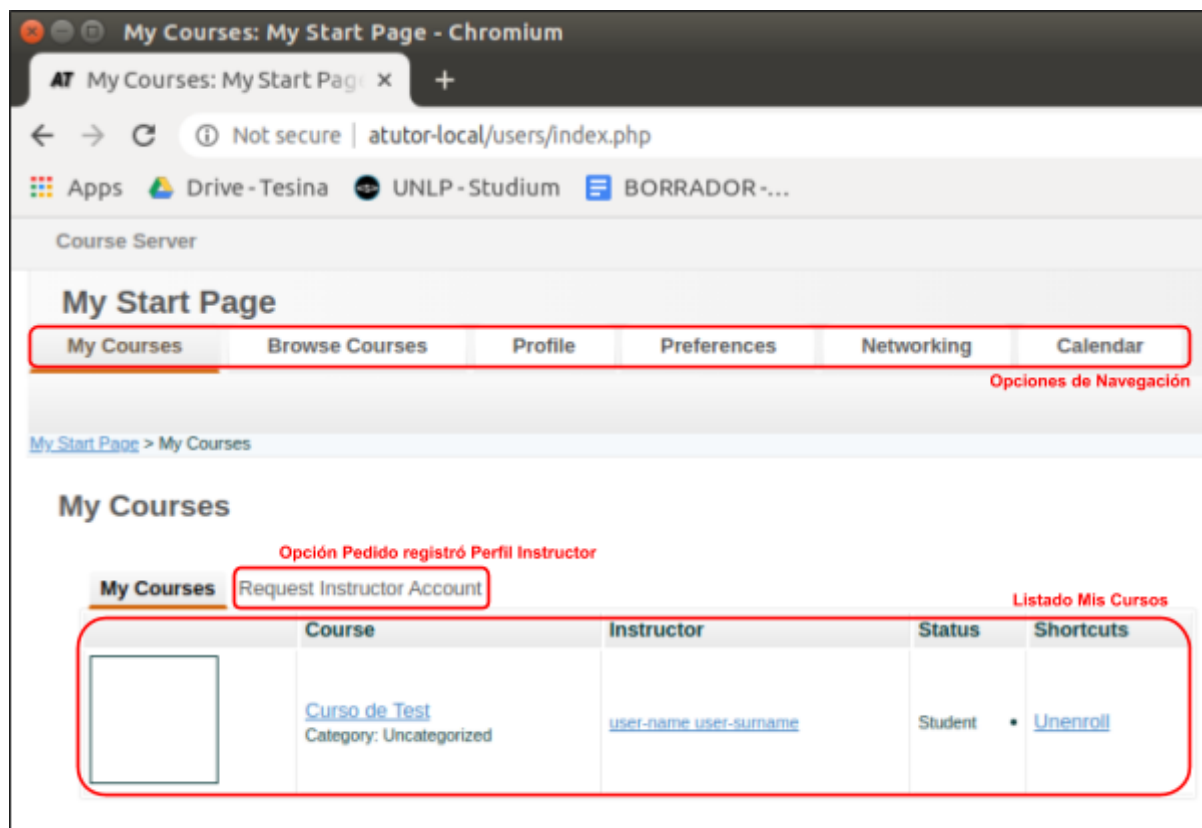 My Courses: My Start Page - Chromium
AT My Courses: My Start Pag
Not secure | atutor-local/users/index.php
Apps Drive - Tesina UNLP - Studium BORRADOR -...
Course Server
My Start Page
My Courses Browse Courses Profile Preferences Networking Calendar
Opciones de Navegación
My Start Page > My Courses
My Courses
Opción Pedido registró Perfil Instructor
My Courses Request Instructor Account
Listado Mis Cursos
Course Instructor Status Shortcuts
Curso de Test user-name user-surname Student • Unenroll
Category: Uncategorized